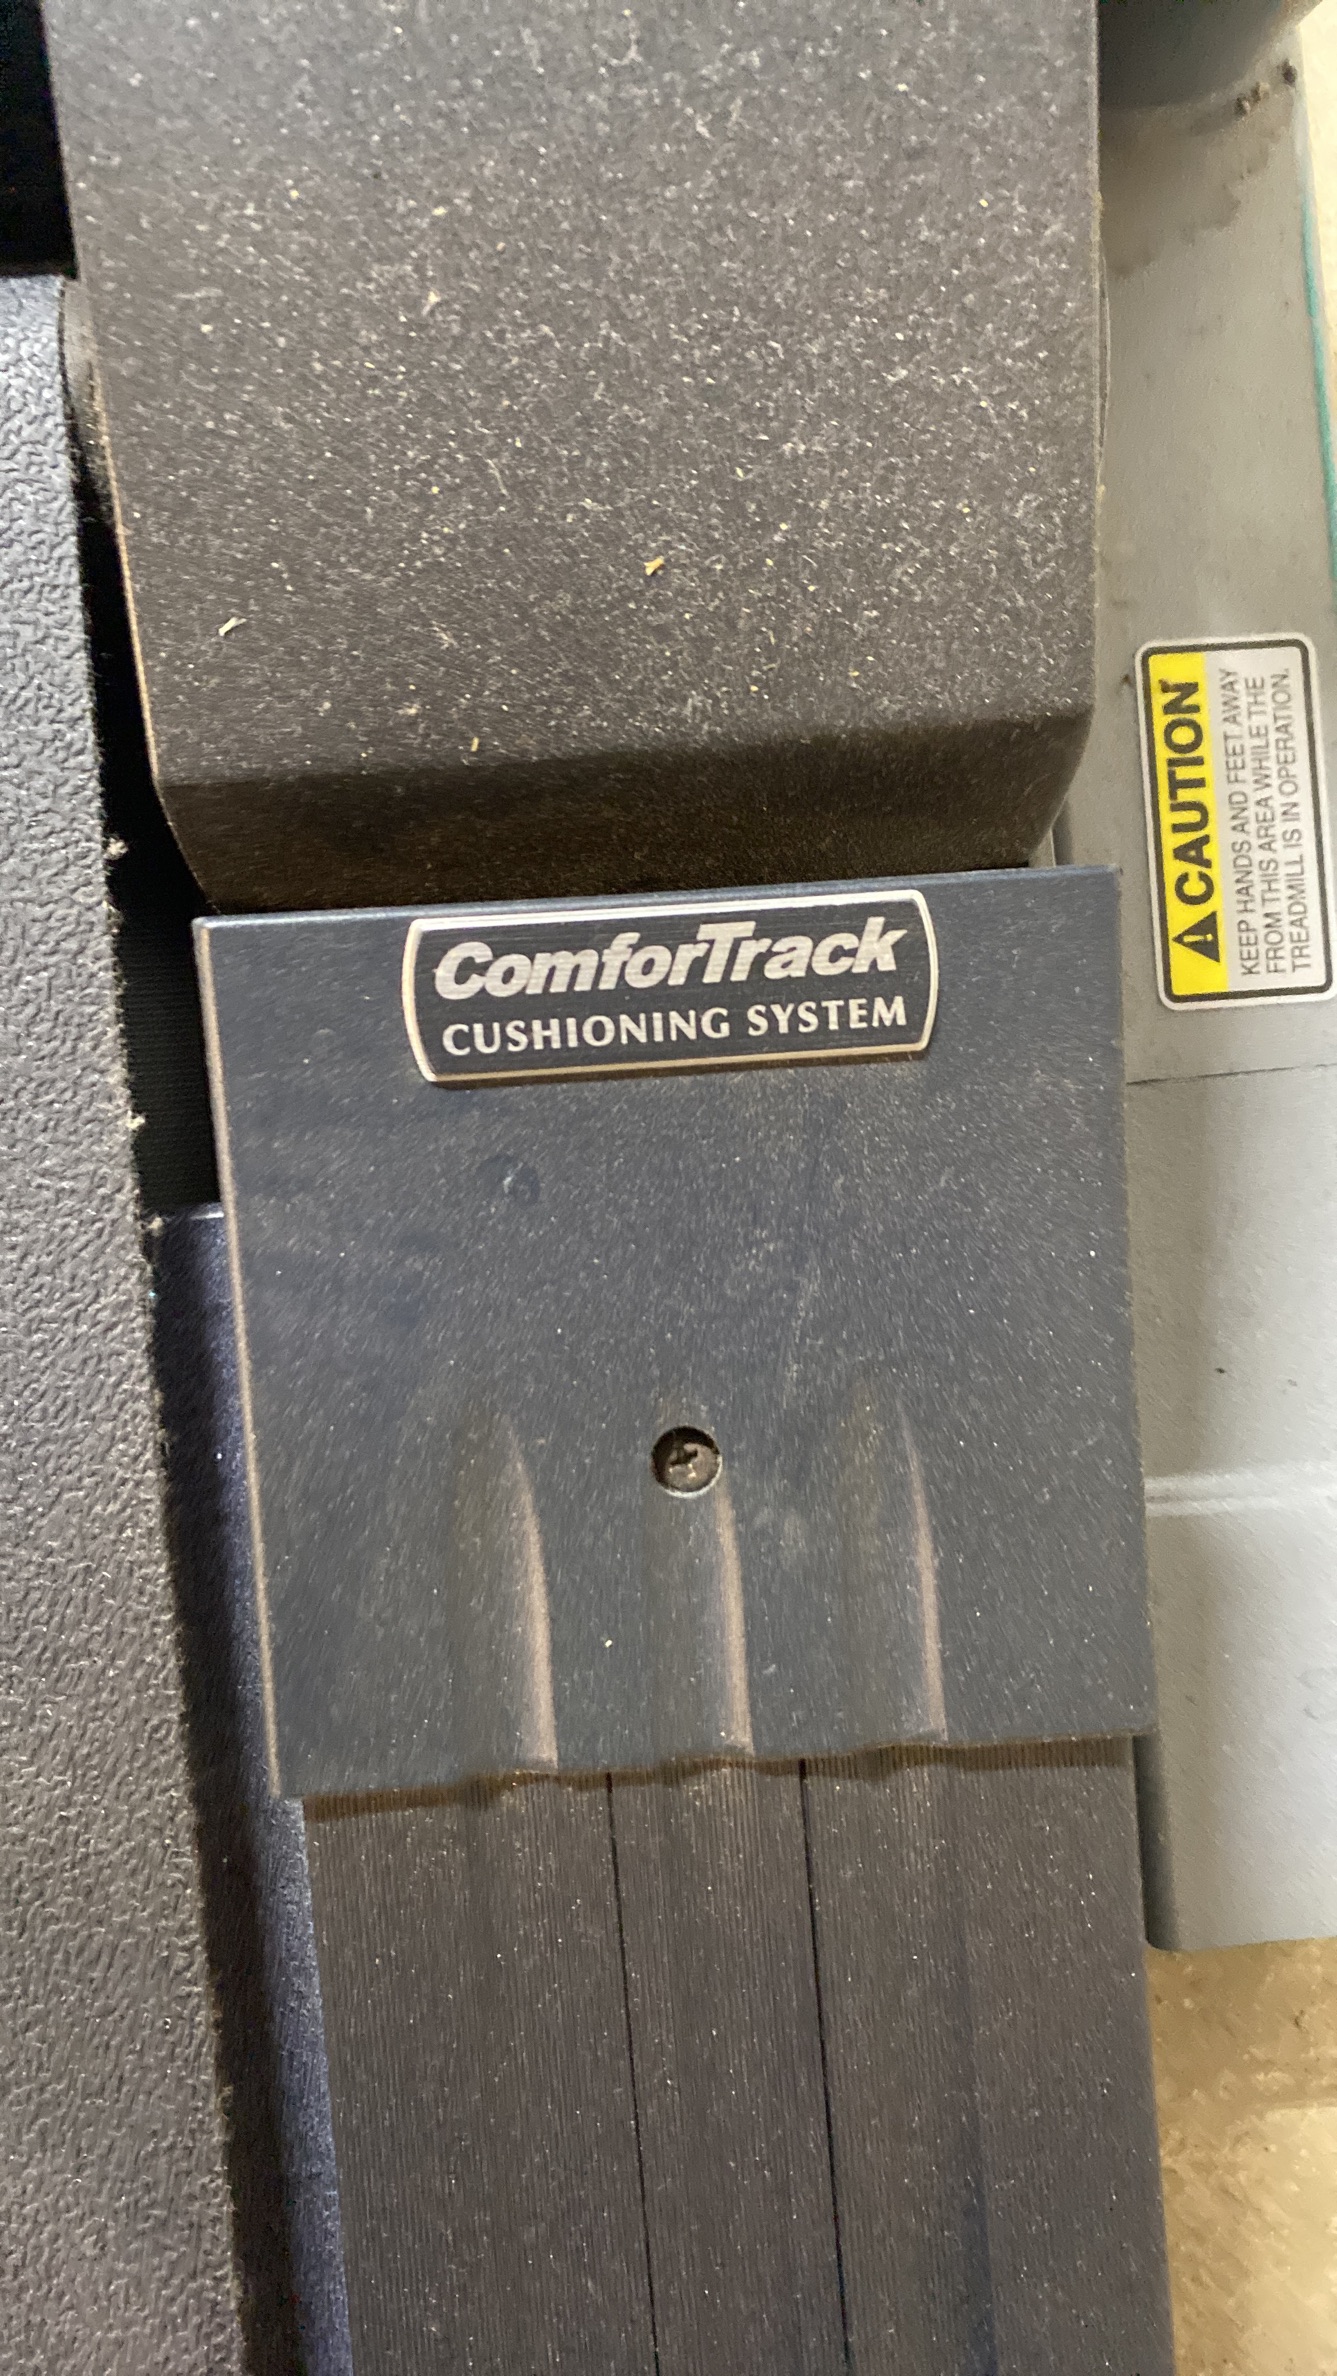 ComforTrack
CUSHIONING SYSTEM
CAUTION
KEEP HANDS AND FEET AWAY
FROM THIS AREA WHILE THE
TREADMILL IS IN OPERATION.